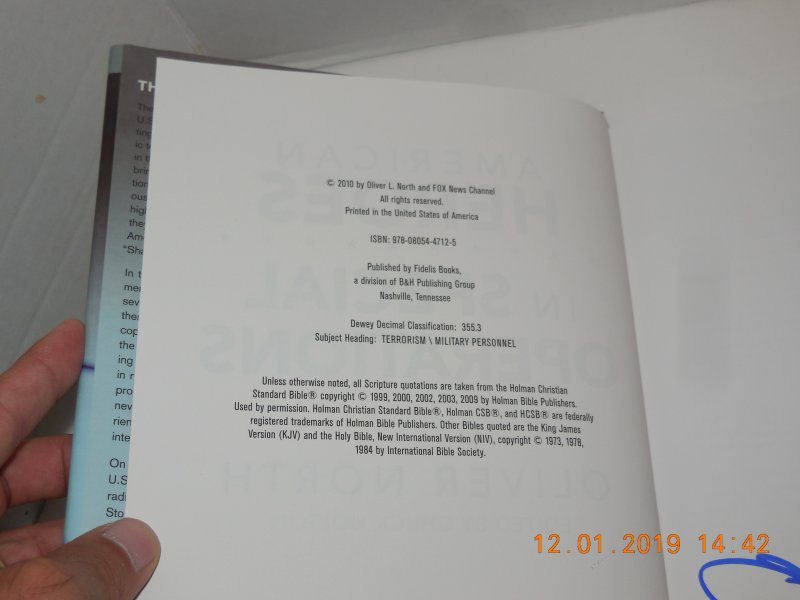 © 2010 by Oliver L. North and FOX News Channel
All rights reserved.
Printed in the United States of America
ISBN: 978-08054-4712-5
Published by Fidelis Books,
a division of B&H Publishing Group
Nashville, Tennessee
Dewey Decimal Classification: 355.3
Subject Heading: TERRORISM \ MILITARY PERSONNEL
Unless otherwise noted, all Scripture quotations are taken from the Holman Christian
Standard Bible® copyright © 1999, 2000, 2002, 2003, 2009 by Holman Bible Publishers.
Used by permission. Holman Christian Standard Bible®, Holman CSB®, and HCSB® are federally
registered trademarks of Holman Bible Publishers. Other Bibles quoted are the King James
Version (KJV) and the Holy Bible, New International Version (NIV), copyright © 1973, 1978,
1984 by International Bible Society.
12.01.2019 14:42